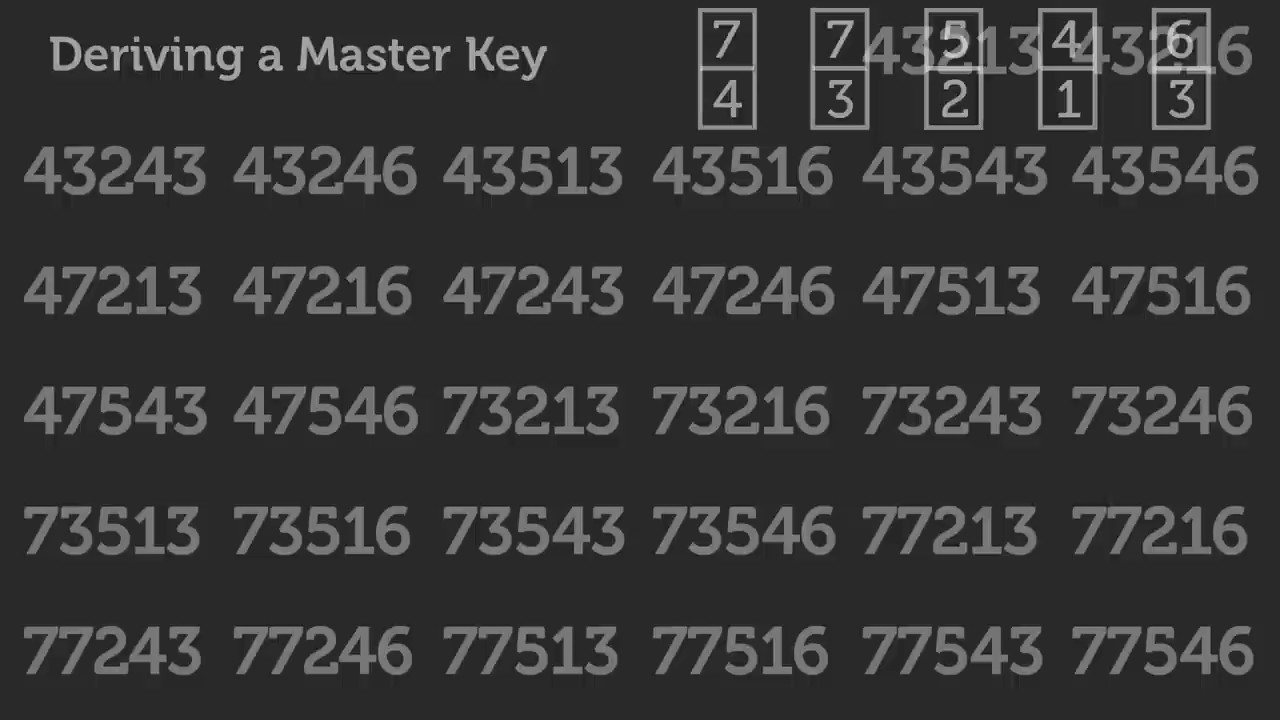 Deriving a Master Key
7 7 5 4 6
4 3 2 1 3
43213 43216
43243 43246 43513 43516 43543 43546
47213 47216 47243 47246 47513 47516
47543 47546 73213 73216 73243 73246
73513 73516 73543 73546 77213 77216
77243 77246 77513 77516 77543 77546